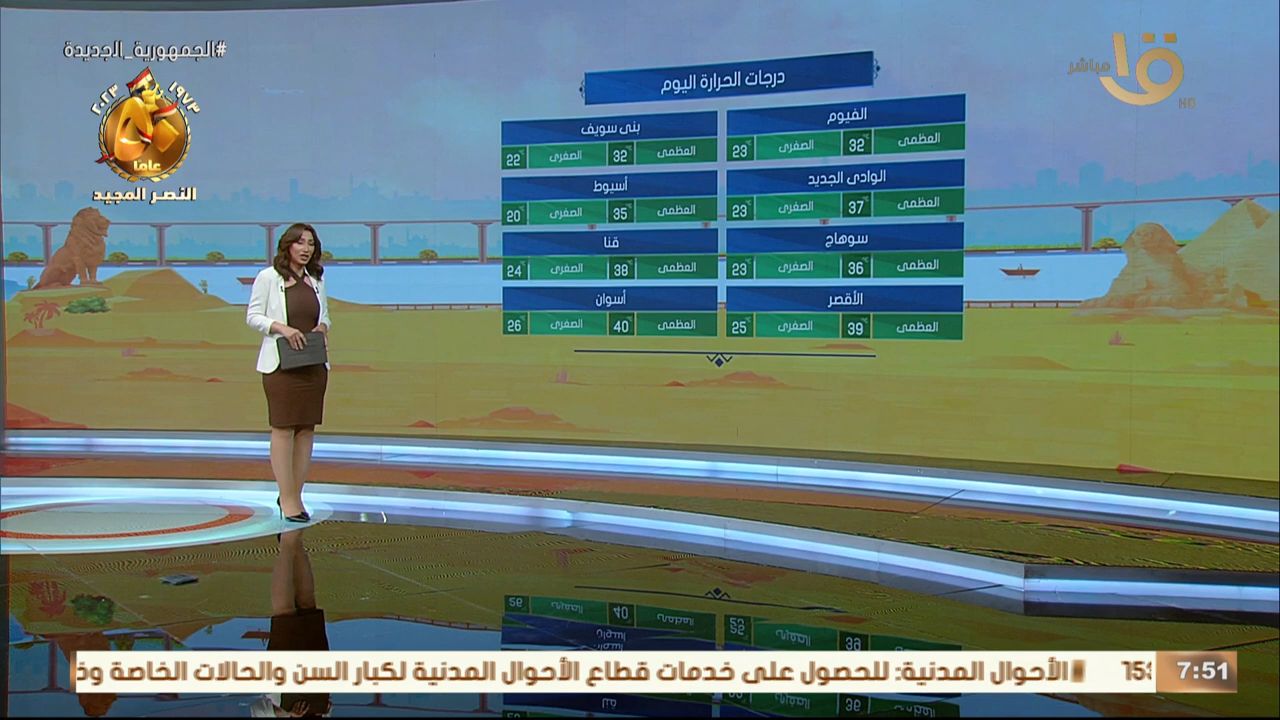 #الجمهورية_الجديدة
١٩٧٣ ٢٠٢٣
عامًا
النصر المجيد
مباشر
HD
درجات الحرارة اليوم
الفيوم
العظمى 32 الصغرى 23
بنى سويف
العظمى 32 الصغرى 22
الوادى الجديد
العظمى 37 الصغرى 23
أسيوط
العظمى 35 الصغرى 20
سوهاج
العظمى 36 الصغرى 23
قنا
العظمى 38 الصغرى 24
الأقصر
العظمى 39 الصغرى 25
أسوان
العظمى 40 الصغرى 26
الأحوال المدنية: للحصول على خدمات قطاع الأحوال المدنية لكبار السن والحالات الخاصة
7:51